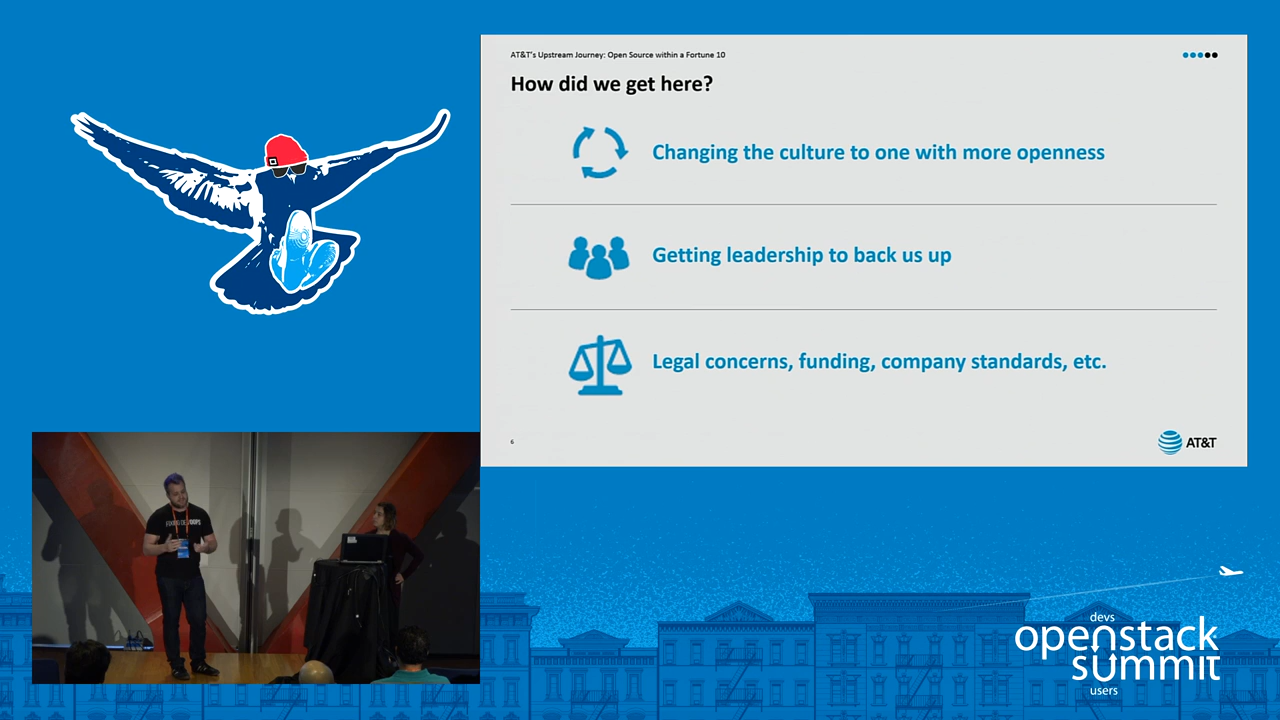 AT&T's Upstream Journey: Open Source within a Fortune 10
How did we get here?
Changing the culture to one with more openness
Getting leadership to back us up
Legal concerns, funding, company standards, etc.
6
AT&T
devs
openstack
summit
users